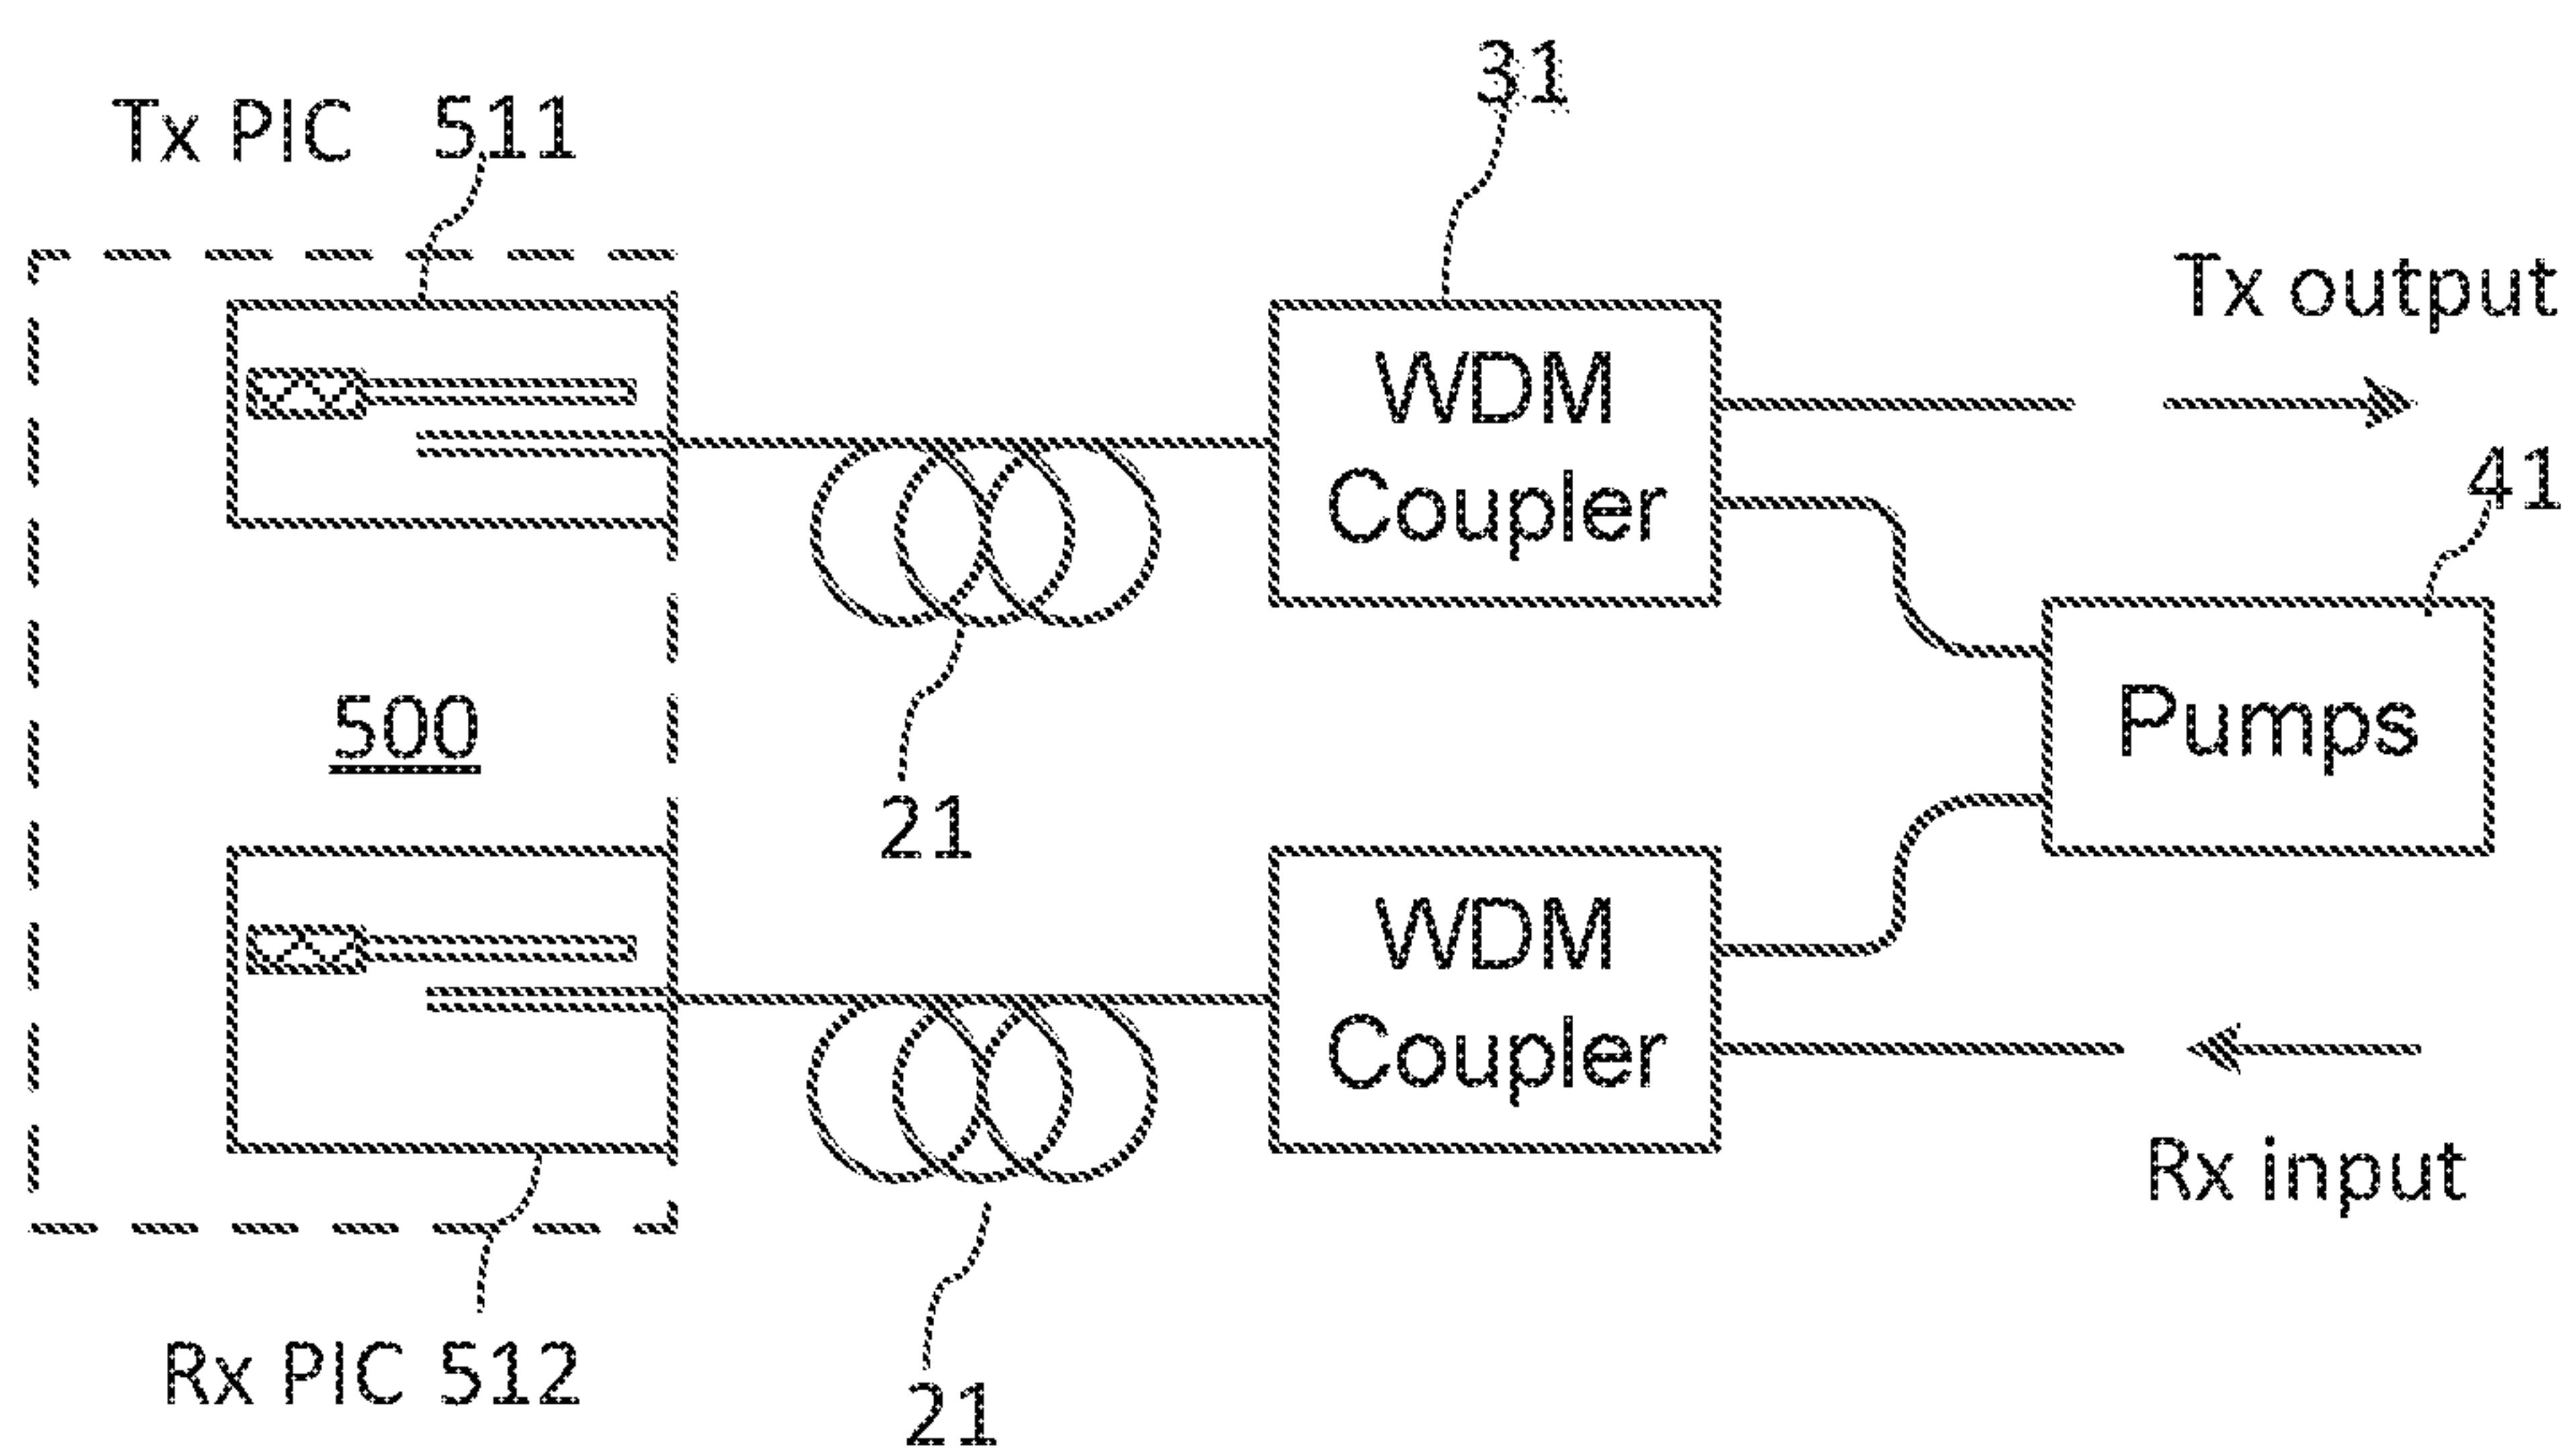 31
Tx PIC 511
Tx output
WDM
Coupler
41
500
Pumps
21
WDM
Coupler
Rx input
Rx PIC 512
21